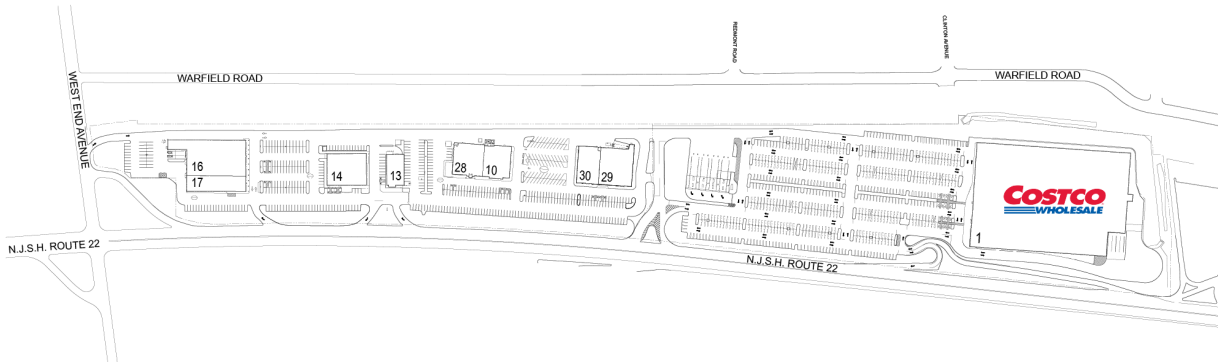 REDMONT ROAD
CLINTON AVENUE
WARFIELD ROAD
WARFIELD ROAD
WEST END AVENUE
16
17
14
13
28
10
30
29
COSTCO
WHOLESALE
1
N.J.S.H. ROUTE 22
N.J.S.H. ROUTE 22